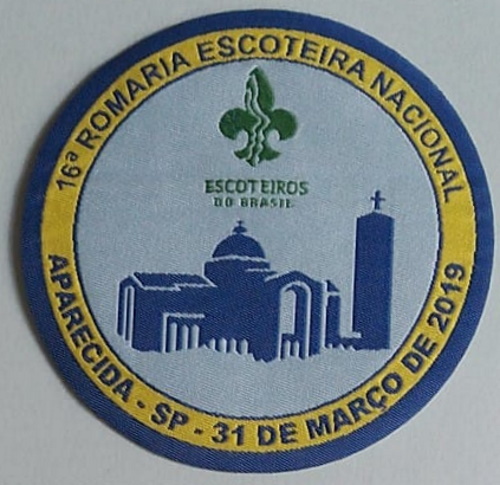 16ª ROMARIA ESCOTEIRA NACIONAL
ESCOTEIROS
DO BRASIL
APARECIDA - SP - 31 DE MARÇO DE 2019